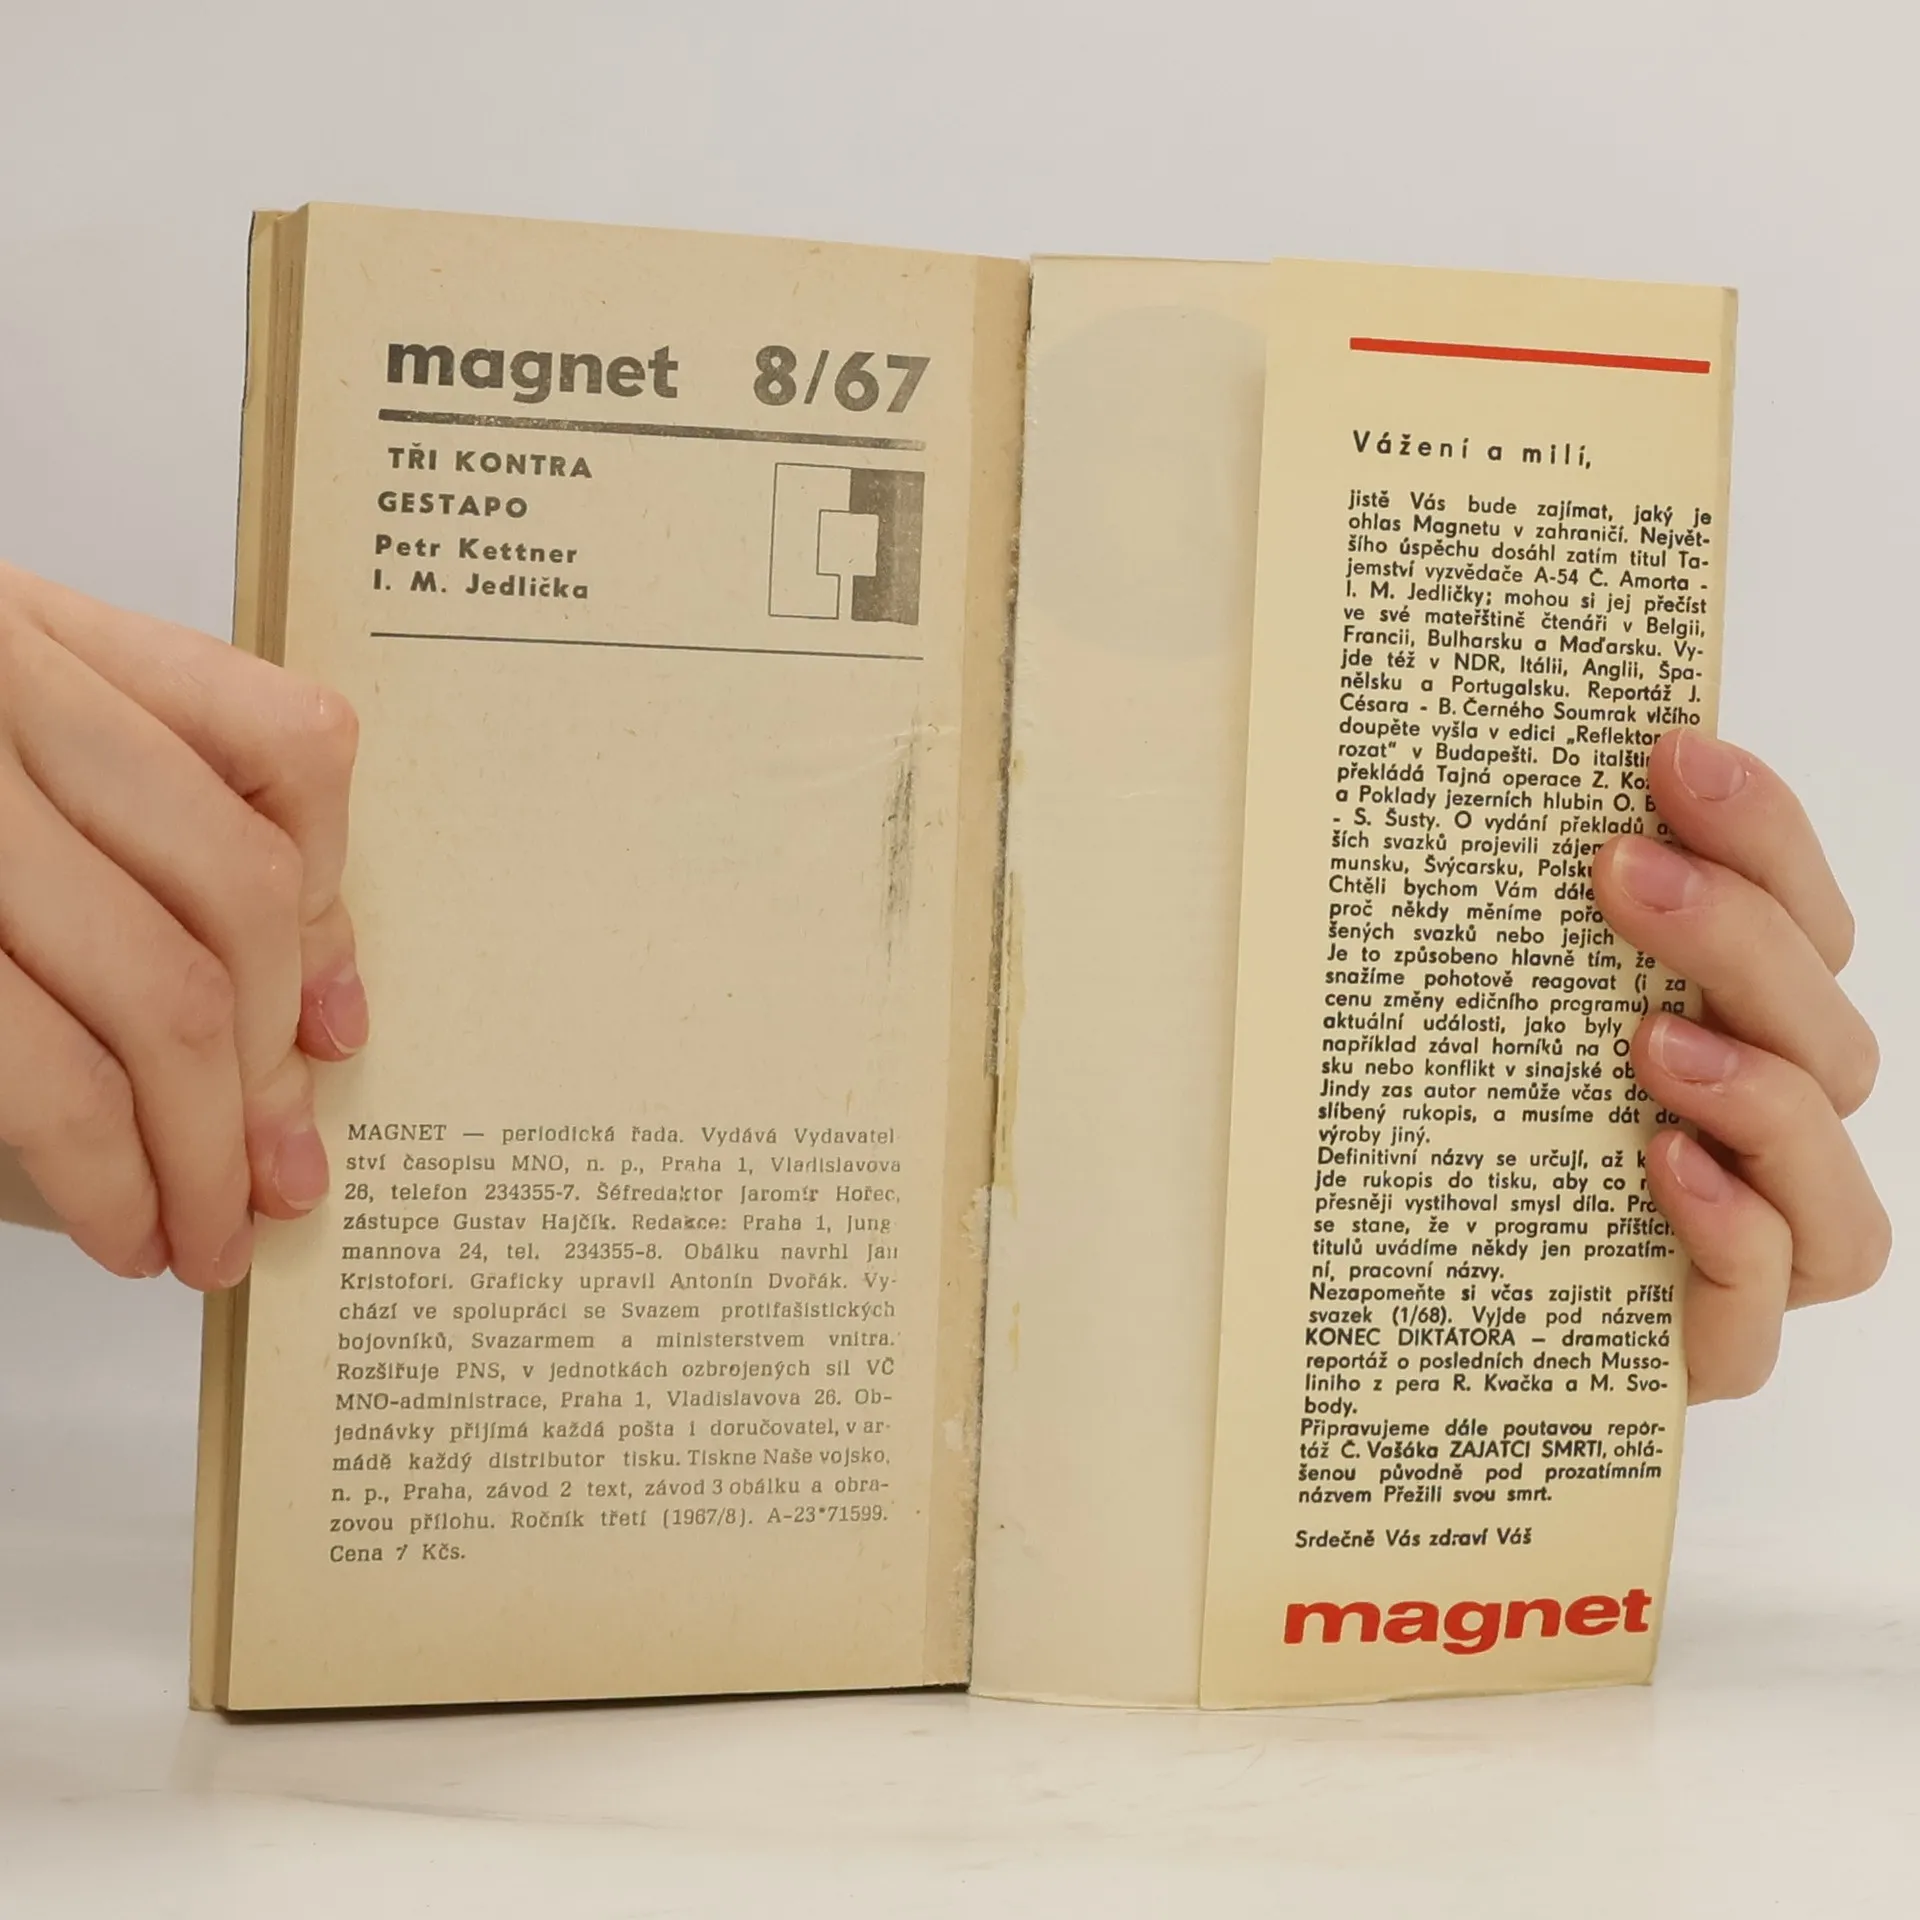 magnet 8/67
TŘI KONTRA
GESTAPO
Petr Kettner
I. M. Jedlička
MAGNET — periodická řada. Vydává Vydavatel-
ství časopisu MNO, n. p., Praha 1, Vladislavova
26, telefon 234355-7. Šéfredaktor Jaromír Hořec,
zástupce Gustav Hajčík. Redakce: Praha 1, Jung-
mannova 24, tel. 234355-8. Obálku navrhl Jan
Kristofori. Graficky upravil Antonín Dvořák. Vy-
chází ve spolupráci se Svazem protifašistických
bojovníků, Svazarmem a ministerstvem vnitra.
Rozšiřuje PNS, v jednotkách ozbrojených sil VČ
MNO-administrace, Praha 1, Vladislavova 26. Ob-
jednávky přijímá každá pošta i doručovatel, v ar-
mádě každý distributor tisku. Tiskne Naše vojsko,
n. p., Praha, závod 2 text, závod 3 obálku a obra-
zovou přílohu. Ročník třetí (1967/8). A-23*71599.
Cena 7 Kčs.
Vážení a milí,
jistě Vás bude zajímat, jaký je
ohlas Magnetu v zahraničí. Největ-
šího úspěchu dosáhl zatím titul Ta-
jemství vyzvědače A-54 Č. Amorta -
I. M. Jedličky; mohou si jej přečíst
ve své mateřštině čtenáři v Belgii,
Francii, Bulharsku a Maďarsku. Vy-
jde též v NDR, Itálii, Anglii, Špa-
nělsku a Portugalsku. Reportáž J.
Césara - B. Černého Soumrak vlčího
doupěte vyšla v edici „Reflektor
rozat" v Budapešti. Do italšti
překládá Tajná operace Z. Ko
a Poklady jezerních hlubin O. B
- S. Šusty. O vydání překladů
ších svazků projevili zájem
munsku, Švýcarsku, Polsku
Chtěli bychom Vám dále
proč někdy měníme pořa
šených svazků nebo jejich
Je to způsobeno hlavně tím, že
snažíme pohotově reagovat (i za
cenu změny edičního programu) na
aktuální události, jako byly
například zával horníků na O
sku nebo konflikt v sinajské ob
Jindy zas autor nemůže včas do
slíbený rukopis, a musíme dát do
výroby jiný.
Definitivní názvy se určují, až k
jde rukopis do tisku, aby co
přesněji vystihoval smysl díla. Pro
se stane, že v programu příštích
titulů uvádíme někdy jen prozatím-
ní, pracovní názvy.
Nezapomeňte si včas zajistit příští
svazek (1/68). Vyjde pod názvem
KONEC DIKTÁTORA – dramatická
reportáž o posledních dnech Musso-
liniho z pera R. Kvačka a M. Svo-
body.
Připravujeme dále poutavou repor-
táž Č. Vašáka ZAJATCI SMRTI, ohlá-
šenou původně pod prozatímním
názvem Přežili svou smrt.
Srdečně Vás zdraví Váš
magnet